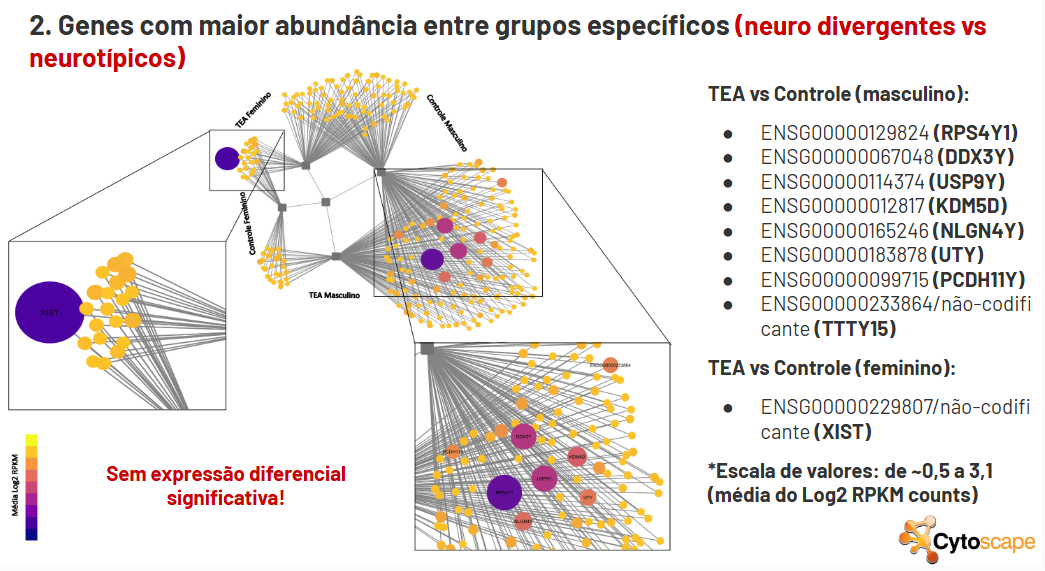 2. Genes com maior abundância entre grupos específicos (neuro divergentes vs
neurotípicos)
TEA Feminino
Controle Masculino
Controle Feminino
TEA Masculino
XIST
ENSG00000233864
DDX3Y
PCDH11Y
KDM5D
USP9Y
RPS4Y1
UTY
NLGN4Y
Média Log2 RPKM
Sem expressão diferencial
significativa!
TEA vs Controle (masculino):
● ENSG00000129824 (RPS4Y1)
● ENSG00000067048 (DDX3Y)
● ENSG00000114374 (USP9Y)
● ENSG00000012817 (KDM5D)
● ENSG00000165246 (NLGN4Y)
● ENSG00000183878 (UTY)
● ENSG00000099715 (PCDH11Y)
● ENSG00000233864/não-codifi
cante (TTTY15)
TEA vs Controle (feminino):
● ENSG00000229807/não-codifi
cante (XIST)
*Escala de valores: de ~0,5 a 3,1
(média do Log2 RPKM counts)
Cytoscape